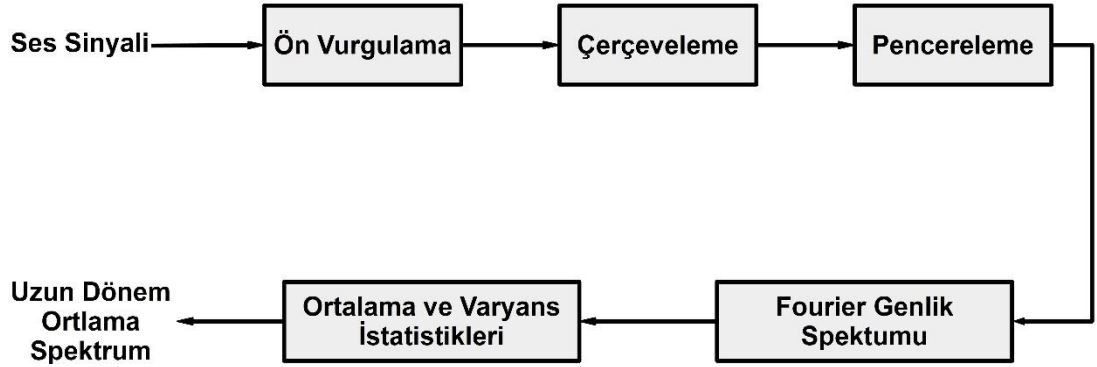 Ses Sinyali
Ön Vurgulama
Çerçeveleme
Pencereleme
Uzun Dönem
Ortlama
Spektrum
Ortalama ve Varyans
İstatistikleri
Fourier Genlik
Spektumu